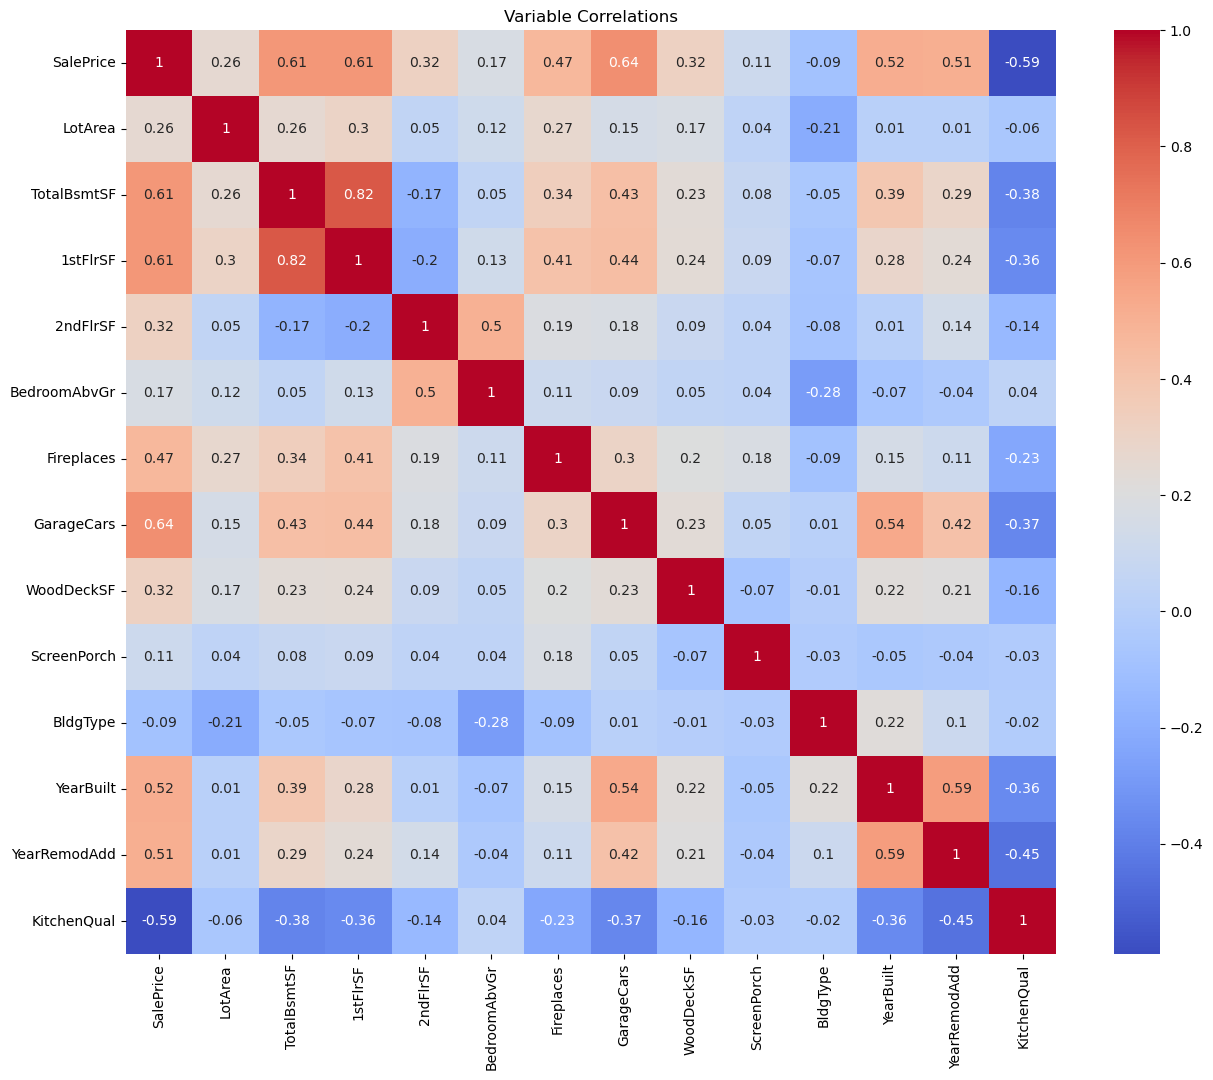 Variable Correlations
SalePrice 1 0.26 0.61 0.61 0.32 0.17 0.47 0.64 0.32 0.11 -0.09 0.52 0.51 -0.59
LotArea 0.26 1 0.26 0.3 0.05 0.12 0.27 0.15 0.17 0.04 -0.21 0.01 0.01 -0.06
TotalBsmtSF 0.61 0.26 1 0.82 -0.17 0.05 0.34 0.43 0.23 0.08 -0.05 0.39 0.29 -0.38
1stFlrSF 0.61 0.3 0.82 1 -0.2 0.13 0.41 0.44 0.24 0.09 -0.07 0.28 0.24 -0.36
2ndFlrSF 0.32 0.05 -0.17 -0.2 1 0.5 0.19 0.18 0.09 0.04 -0.08 0.01 0.14 -0.14
BedroomAbvGr 0.17 0.12 0.05 0.13 0.5 1 0.11 0.09 0.05 0.04 -0.28 -0.07 -0.04 0.04
Fireplaces 0.47 0.27 0.34 0.41 0.19 0.11 1 0.3 0.2 0.18 -0.09 0.15 0.11 -0.23
GarageCars 0.64 0.15 0.43 0.44 0.18 0.09 0.3 1 0.23 0.05 0.01 0.54 0.42 -0.37
WoodDeckSF 0.32 0.17 0.23 0.24 0.09 0.05 0.2 0.23 1 -0.07 -0.01 0.22 0.21 -0.16
ScreenPorch 0.11 0.04 0.08 0.09 0.04 0.04 0.18 0.05 -0.07 1 -0.03 -0.05 -0.04 -0.03
BldgType -0.09 -0.21 -0.05 -0.07 -0.08 -0.28 -0.09 0.01 -0.01 -0.03 1 0.22 0.1 -0.02
YearBuilt 0.52 0.01 0.39 0.28 0.01 -0.07 0.15 0.54 0.22 -0.05 0.22 1 0.59 -0.36
YearRemodAdd 0.51 0.01 0.29 0.24 0.14 -0.04 0.11 0.42 0.21 -0.04 0.1 0.59 1 -0.45
KitchenQual -0.59 -0.06 -0.38 -0.36 -0.14 0.04 -0.23 -0.37 -0.16 -0.03 -0.02 -0.36 -0.45 1
SalePrice
LotArea
TotalBsmtSF
1stFlrSF
2ndFlrSF
BedroomAbvGr
Fireplaces
GarageCars
WoodDeckSF
ScreenPorch
BldgType
YearBuilt
YearRemodAdd
KitchenQual
1.0
0.8
0.6
0.4
0.2
0.0
−0.2
−0.4